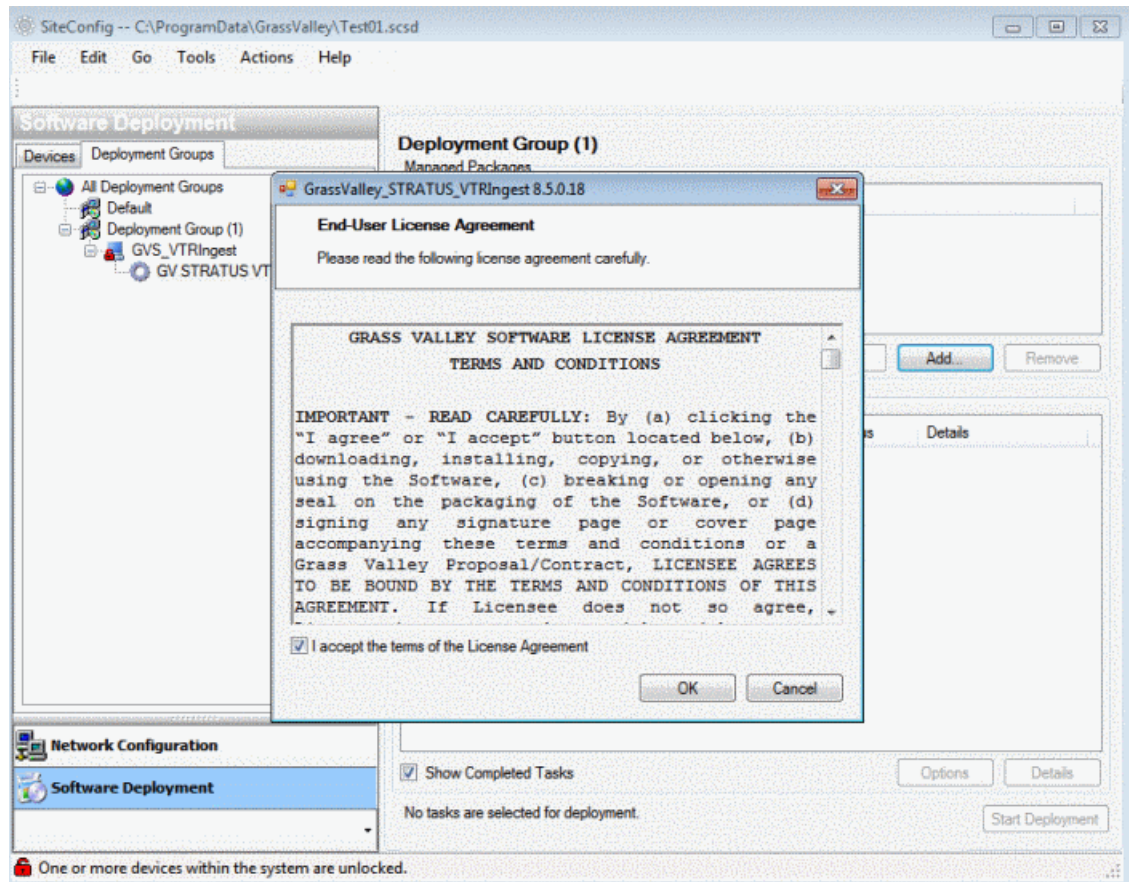 SiteConfig -- C:\ProgramData\GrassValley\Test01.scsd
File Edit Go Tools Actions Help
Software Deployment
Devices Deployment Groups
All Deployment Groups
Default
Deployment Group (1)
GVS_VTRIngest
GV STRATUS VT
Deployment Group (1)
Managed Packages
GrassValley_STRATUS_VTRIngest 8.5.0.18
End-User License Agreement
Please read the following license agreement carefully.
GRASS VALLEY SOFTWARE LICENSE AGREEMENT
TERMS AND CONDITIONS
IMPORTANT - READ CAREFULLY: By (a) clicking the
"I agree" or "I accept" button located below, (b)
downloading, installing, copying, or otherwise
using the Software, (c) breaking or opening any
seal on the packaging of the Software, or (d)
signing any signature page or cover page
accompanying these terms and conditions or a
Grass Valley Proposal/Contract, LICENSEE AGREES
TO BE BOUND BY THE TERMS AND CONDITIONS OF THIS
AGREEMENT. If Licensee does not so agree,
I accept the terms of the License Agreement
OK Cancel
Add... Remove
Details
Network Configuration
Software Deployment
Show Completed Tasks
Options Details
No tasks are selected for deployment.
Start Deployment
One or more devices within the system are unlocked.